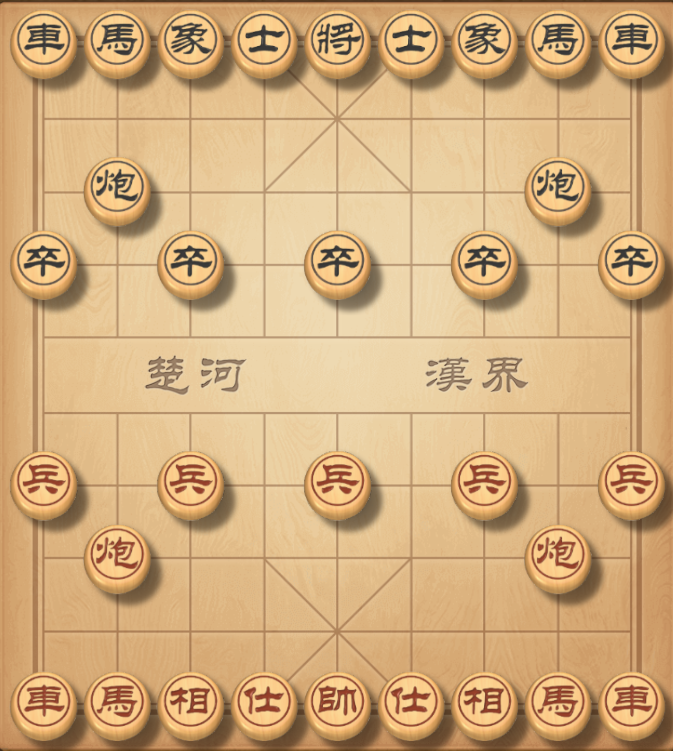 車馬象士將士象馬車
炮 炮
卒 卒 卒 卒 卒
楚河 漢界
兵 兵 兵 兵 兵
炮 炮
車馬相仕帥仕相馬車